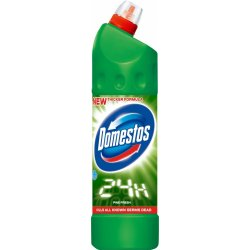 NEW THICKER FORMULA
Domestos
24H
PINE FRESH
KILLS ALL KNOWN GERMS DEAD